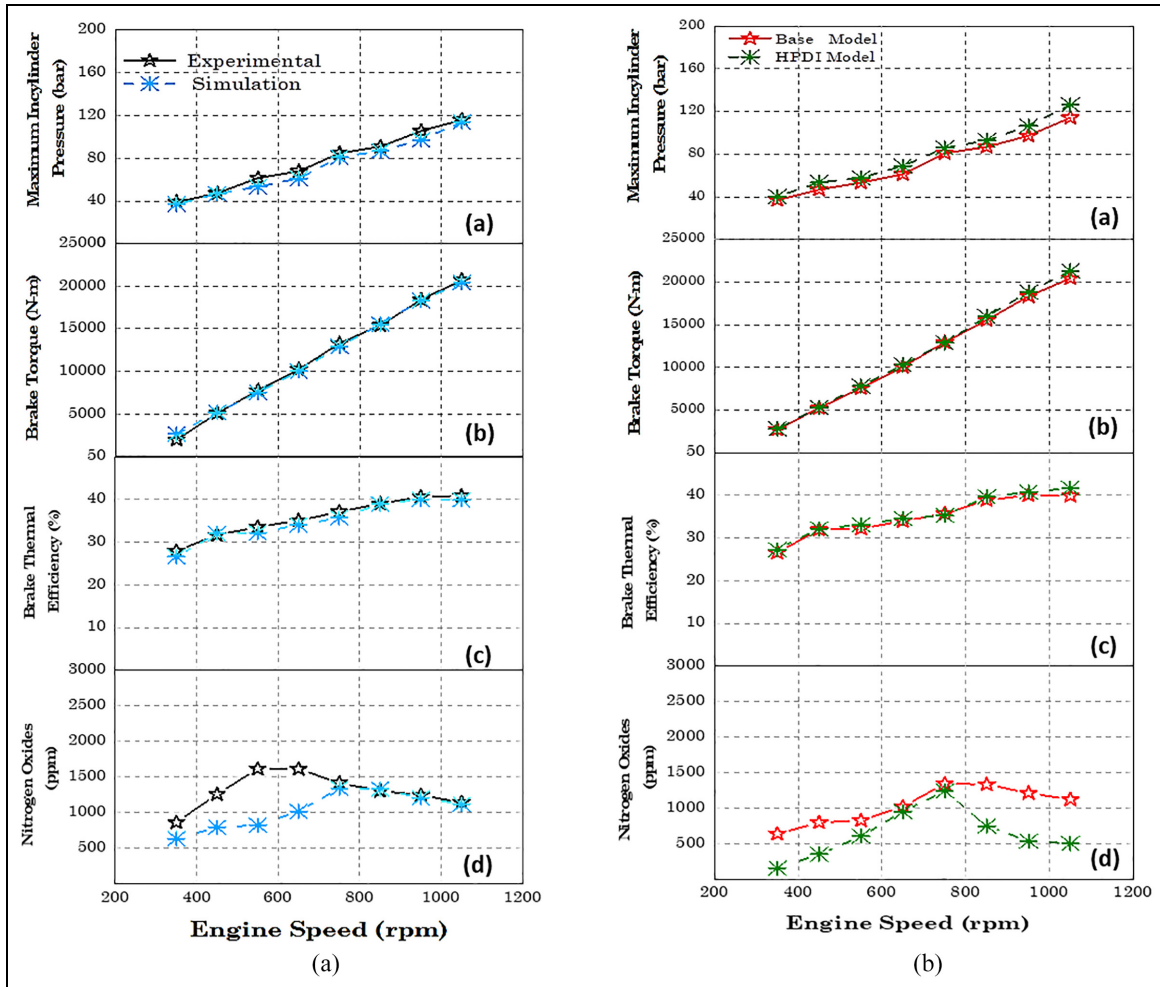 200
160
120
80
40
25000
20000
15000
10000
5000
50
40
30
20
10
3000
2500
2000
1500
1000
500
Maximum Incylinder
Pressure (bar)
Brake Torque (N-m)
Brake Thermal
Efficiency (%)
Nitrogen Oxides
(ppm)
Experimental
Simulation
(a)
(b)
(c)
(d)
200 400 600 800 1000 1200
Engine Speed (rpm)
(a)
200
160
120
80
40
25000
20000
15000
10000
5000
50
40
30
20
10
3000
2500
2000
1500
1000
500
Maximum Incylinder
Pressure (bar)
Brake Torque (N-m)
Brake Thermal
Efficiency (%)
Nitrogen Oxides
(ppm)
Base Model
HPDI Model
(a)
(b)
(c)
(d)
200 400 600 800 1000 1200
Engine Speed (rpm)
(b)